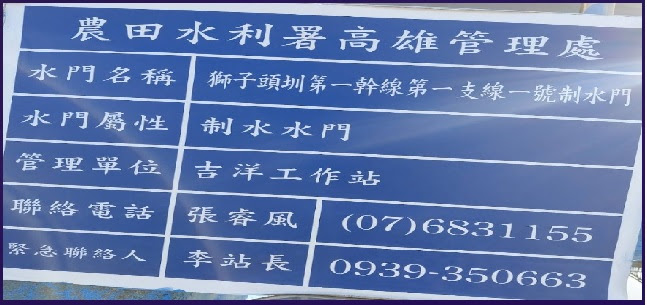 農田水利署高雄管理處
水門名稱 獅子頭圳第一幹線第一支線一號制水門
水門屬性 制水水門
管理單位 吉洋工作站
聯絡電話 張睿風 (07)6831155
緊急聯絡人 李站長 0939-350663